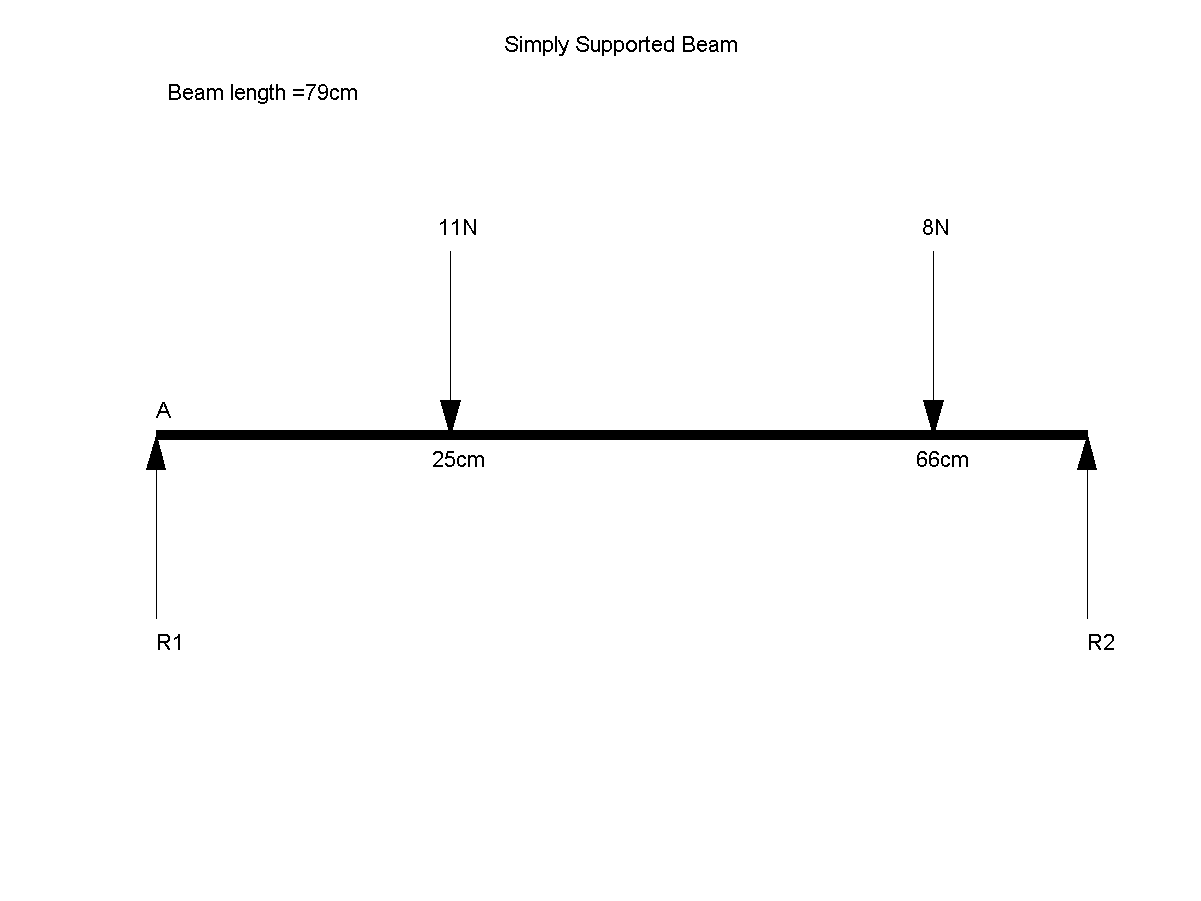 Simply Supported Beam
Beam length =79cm
11N
8N
A
25cm
66cm
R1
R2